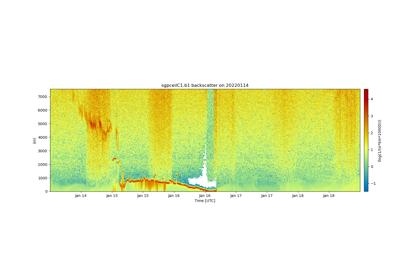 sgpceilC1.b1 backscatter on 20220114
7000
6000
5000
4000
3000
2000
1000
0
Jan 14
Jan 15
Jan 15
Jan 16
Jan 16
Jan 17
Jan 18
Jan 18
Jan 19
Time [UTC]
4
3
2
1
0
−1